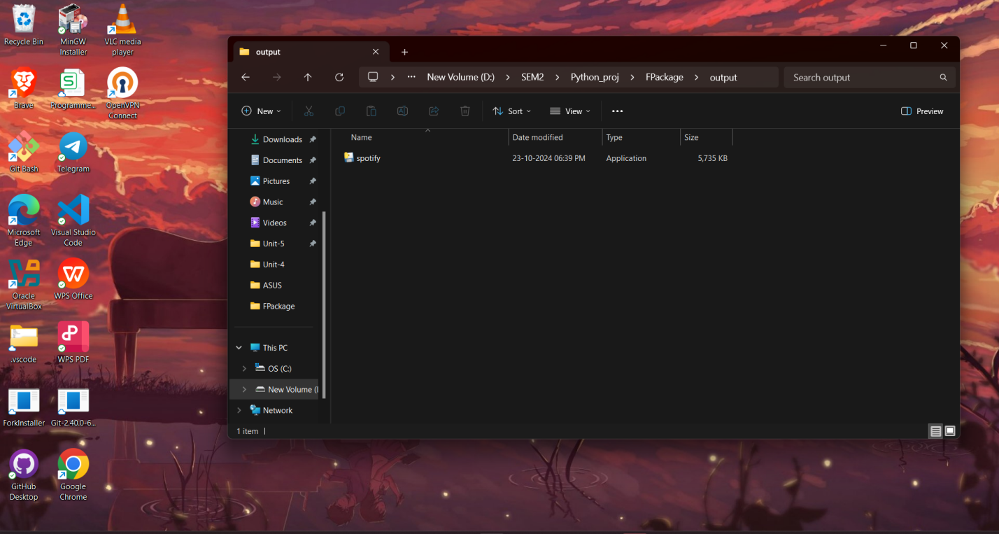 Recycle Bin
MinGW
Installer
VLC media
player
Brave
Programme...
OpenVPN
Connect
Git Bash
Telegram
Microsoft
Edge
Visual Studio
Code
Oracle
VirtualBox
WPS Office
.vscode
WPS PDF
ForkInstaller
Git-2.40.0-6...
GitHub
Desktop
Google
Chrome
output
··· New Volume (D:) > SEM2 > Python_proj > FPackage > output
Search output
New
Sort
View
···
Preview
Downloads
Documents
Pictures
Music
Videos
Unit-5
Unit-4
ASUS
FPackage
This PC
OS (C:)
New Volume (
Network
Name Date modified Type Size
spotify 23-10-2024 06:39 PM Application 5,735 KB
1 item